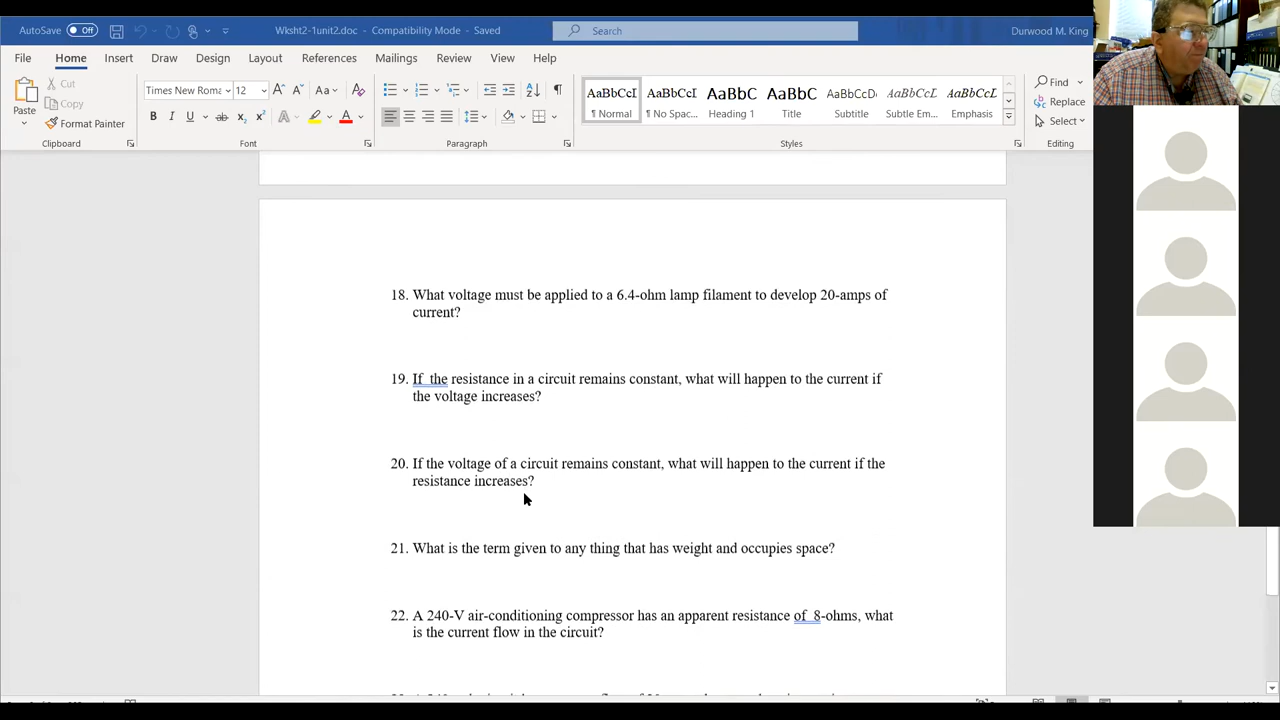 AutoSave Off Wksht2-1unit2.doc - Compatibility Mode - Saved Search Durwood M. King
File Home Insert Draw Design Layout References Mailings Review View Help
Paste Cut Copy Format Painter
Times New Roma 12
B I U ab x₂ x² A A
AaBbCcI AaBbCcI AaBbC AaBbC AaBbCcD AaBbCcI AaBbCcI
¶ Normal ¶ No Spac... Heading 1 Title Subtitle Subtle Em... Emphasis
Find Replace Select
Clipboard Font Paragraph Styles Editing
18. What voltage must be applied to a 6.4-ohm lamp filament to develop 20-amps of
current?
19. If the resistance in a circuit remains constant, what will happen to the current if
the voltage increases?
20. If the voltage of a circuit remains constant, what will happen to the current if the
resistance increases?
21. What is the term given to any thing that has weight and occupies space?
22. A 240-V air-conditioning compressor has an apparent resistance of 8-ohms, what
is the current flow in the circuit?